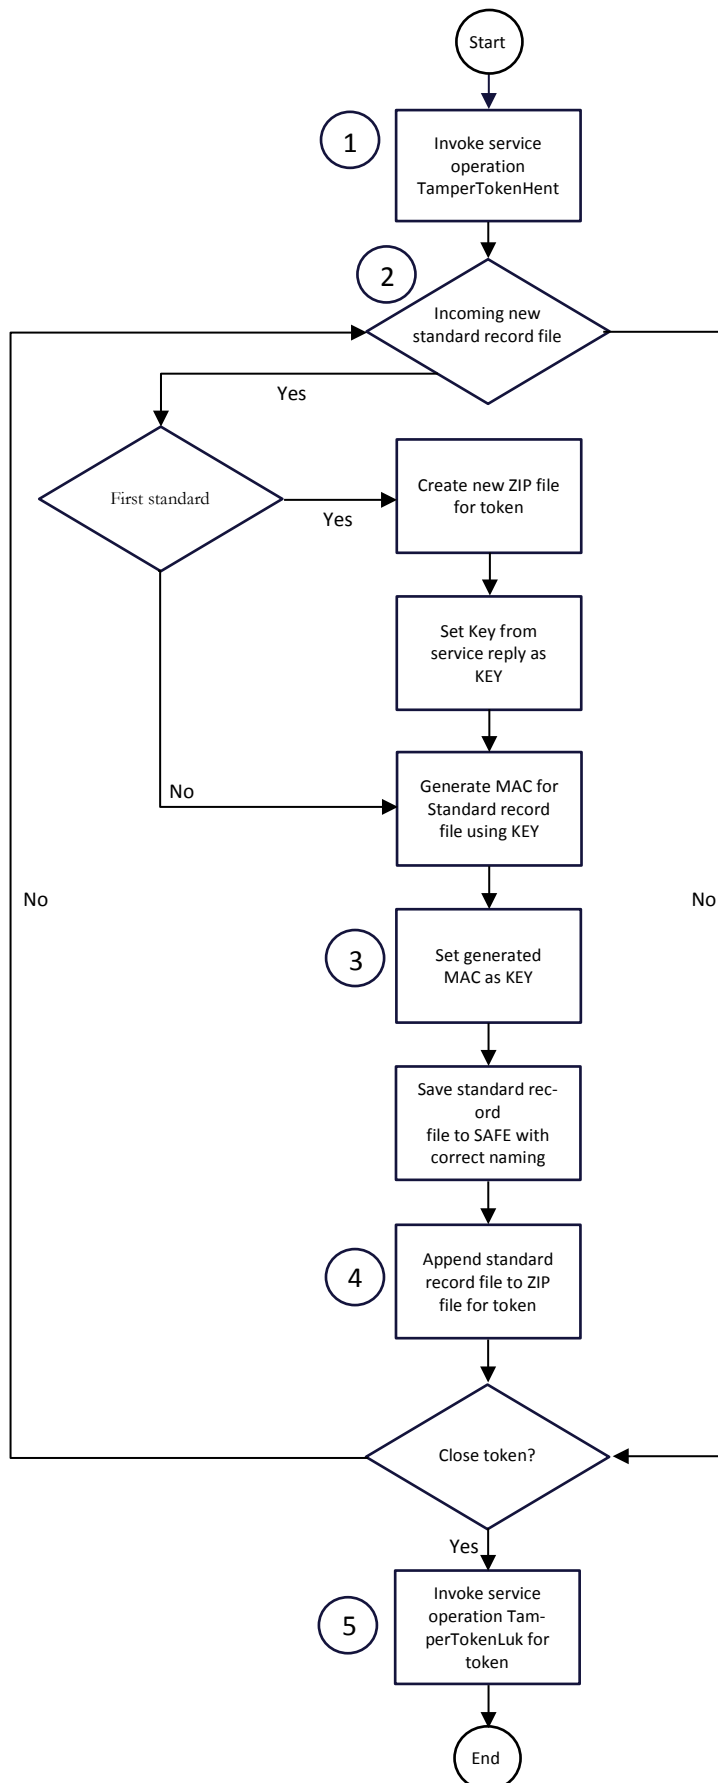 Start
1
Invoke service
operation
TamperTokenHent
2
Incoming new
standard record file
Yes
First standard
Yes
Create new ZIP file
for token
Set Key from
service reply as
KEY
No
Generate MAC for
Standard record
file using KEY
No
No
3
Set generated
MAC as KEY
Save standard rec-
ord
file to SAFE with
correct naming
4
Append standard
record file to ZIP
file for token
Close token?
Yes
5
Invoke service
operation Tam-
perTokenLuk for
token
End